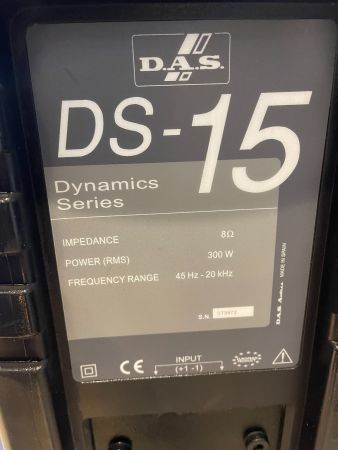 D.A.S.
DS-15
Dynamics
Series
IMPEDANCE 8Ω
POWER (RMS) 300 W
FREQUENCY RANGE 45 Hz - 20 kHz
S.N.
D.A.S. Audio MADE IN SPAIN
CE INPUT
(+1 -1)